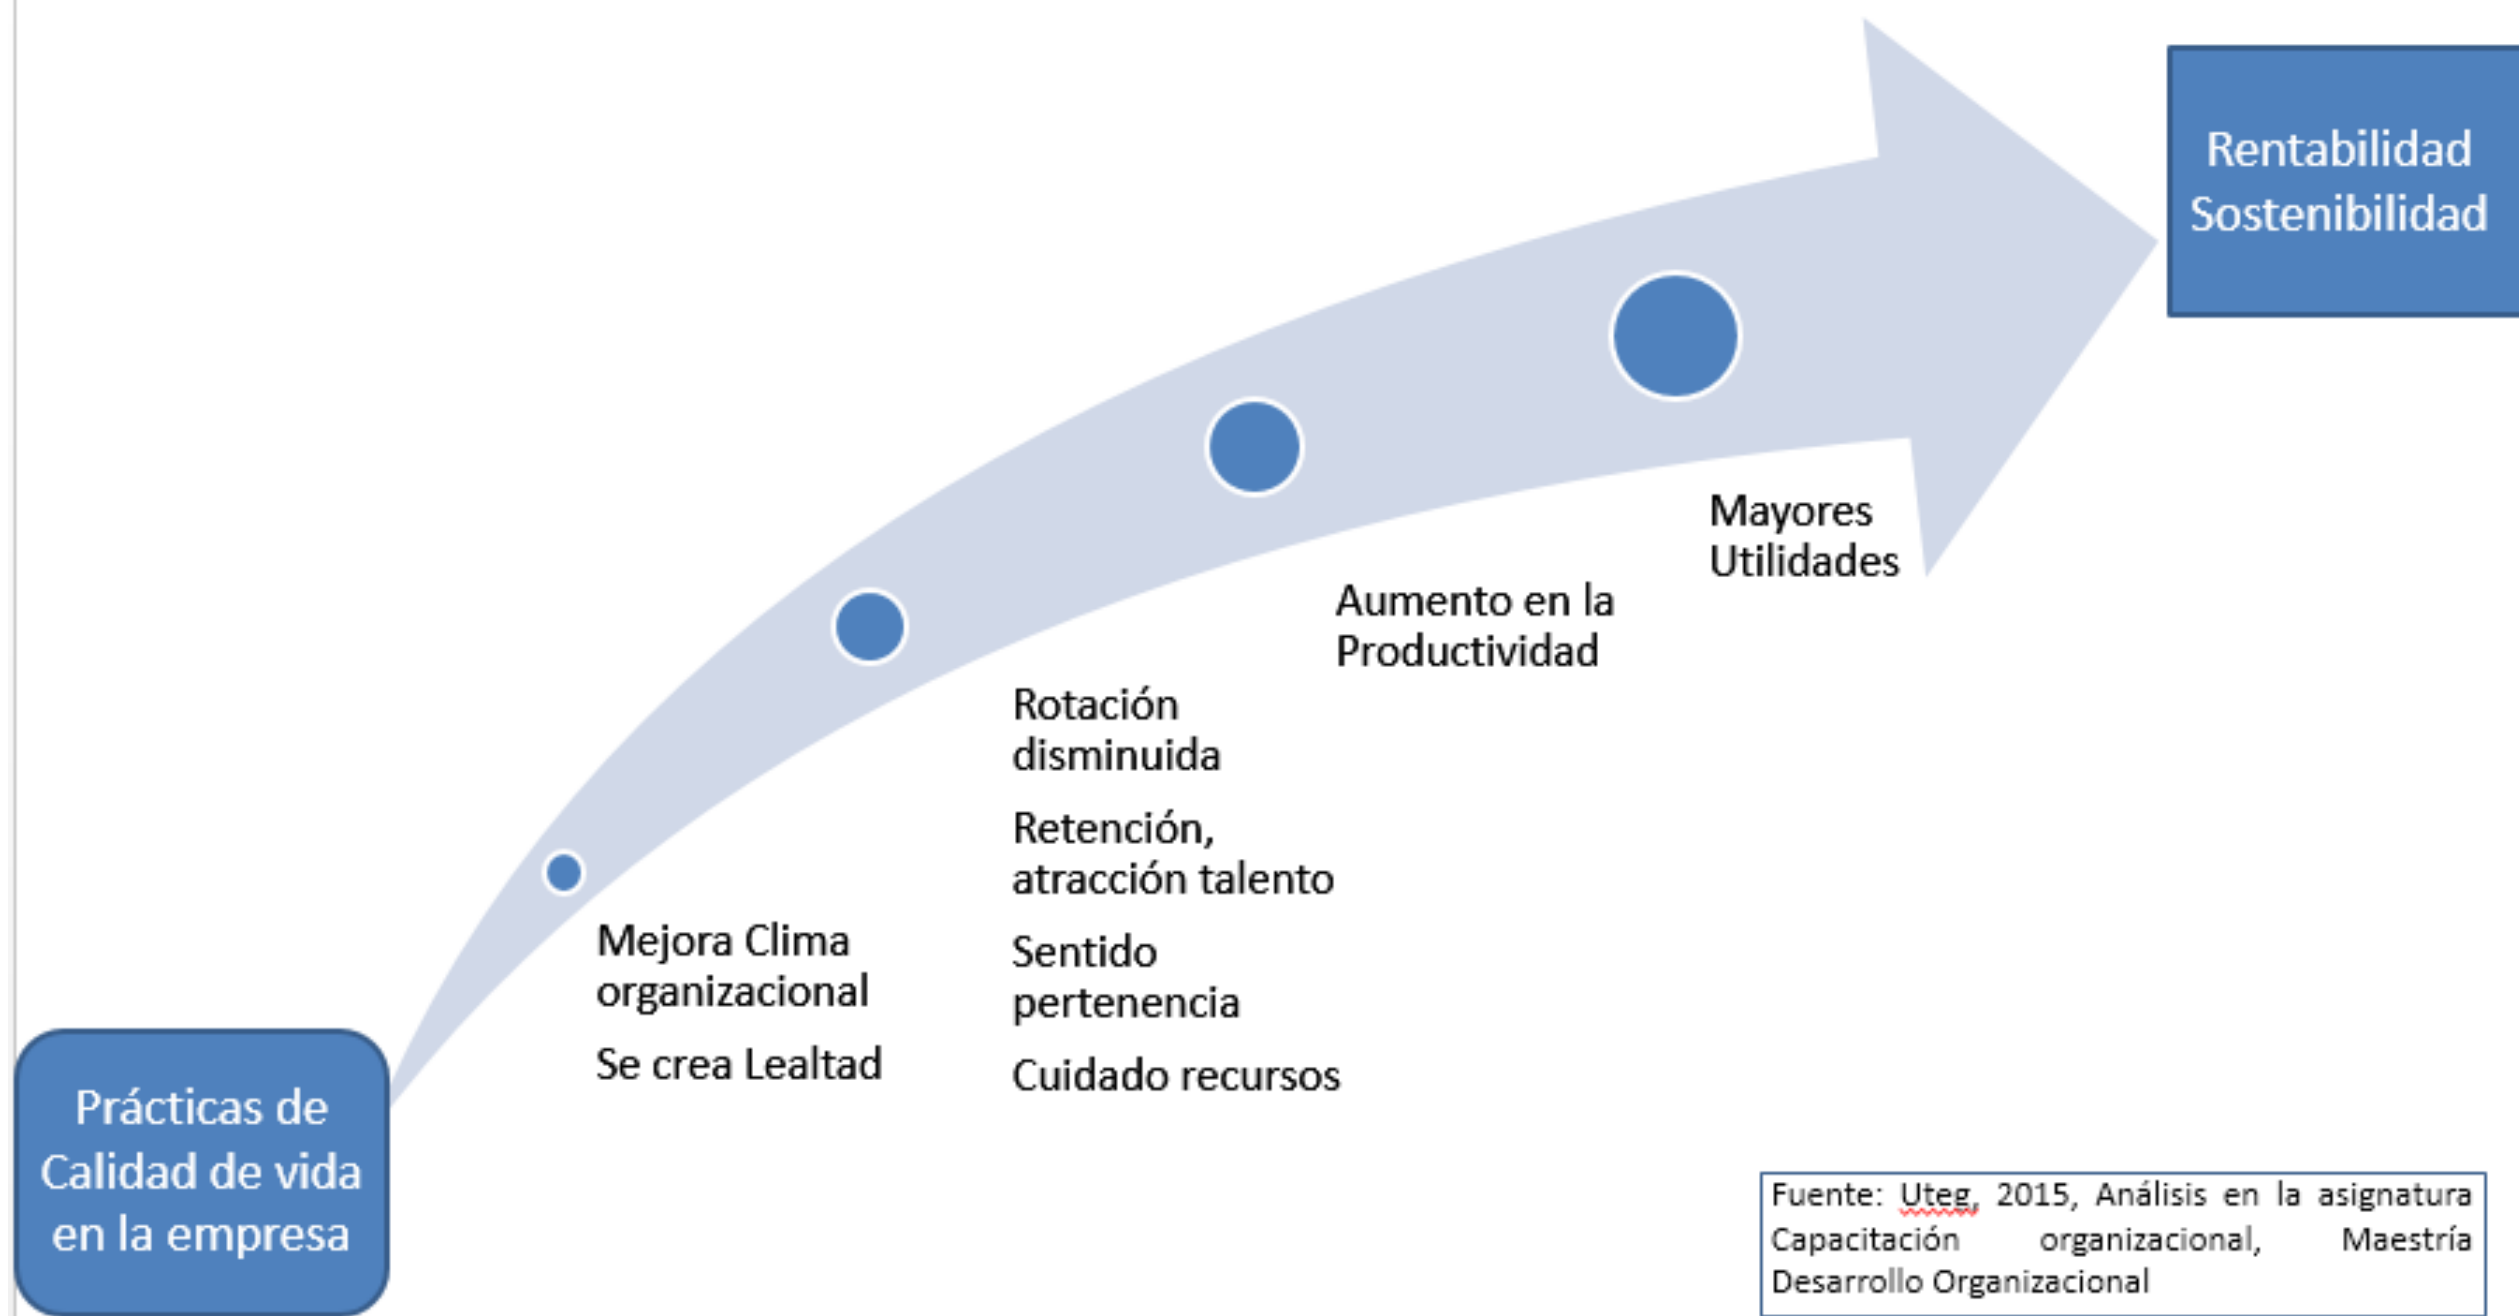 Rentabilidad
Sostenibilidad
Mayores
Utilidades
Aumento en la
Productividad
Rotación
disminuida
Retención,
atracción talento
Sentido
pertenencia
Cuidado recursos
Mejora Clima
organizacional
Se crea Lealtad
Prácticas de
Calidad de vida
en la empresa
Fuente: Uteg, 2015, Análisis en la asignatura
Capacitación organizacional, Maestría
Desarrollo Organizacional